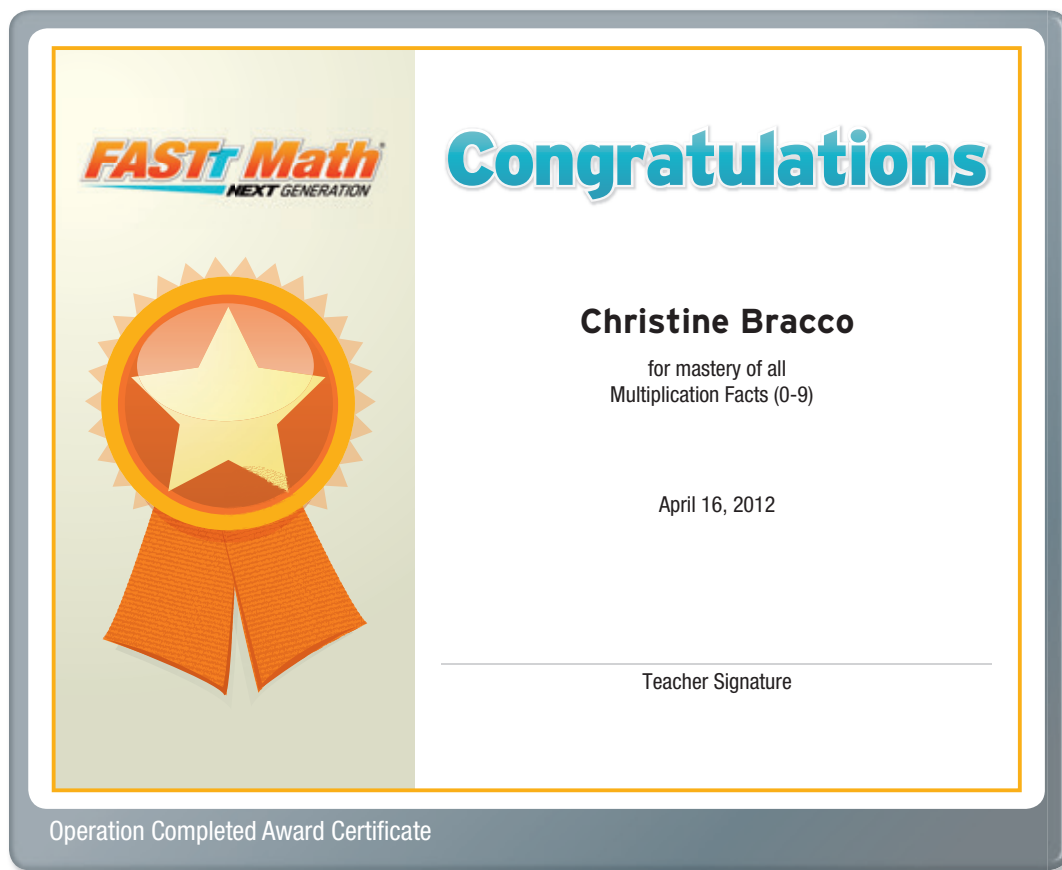 FASTT Math
NEXT GENERATION
Congratulations
Christine Bracco
for mastery of all
Multiplication Facts (0-9)
April 16, 2012
Teacher Signature
Operation Completed Award Certificate